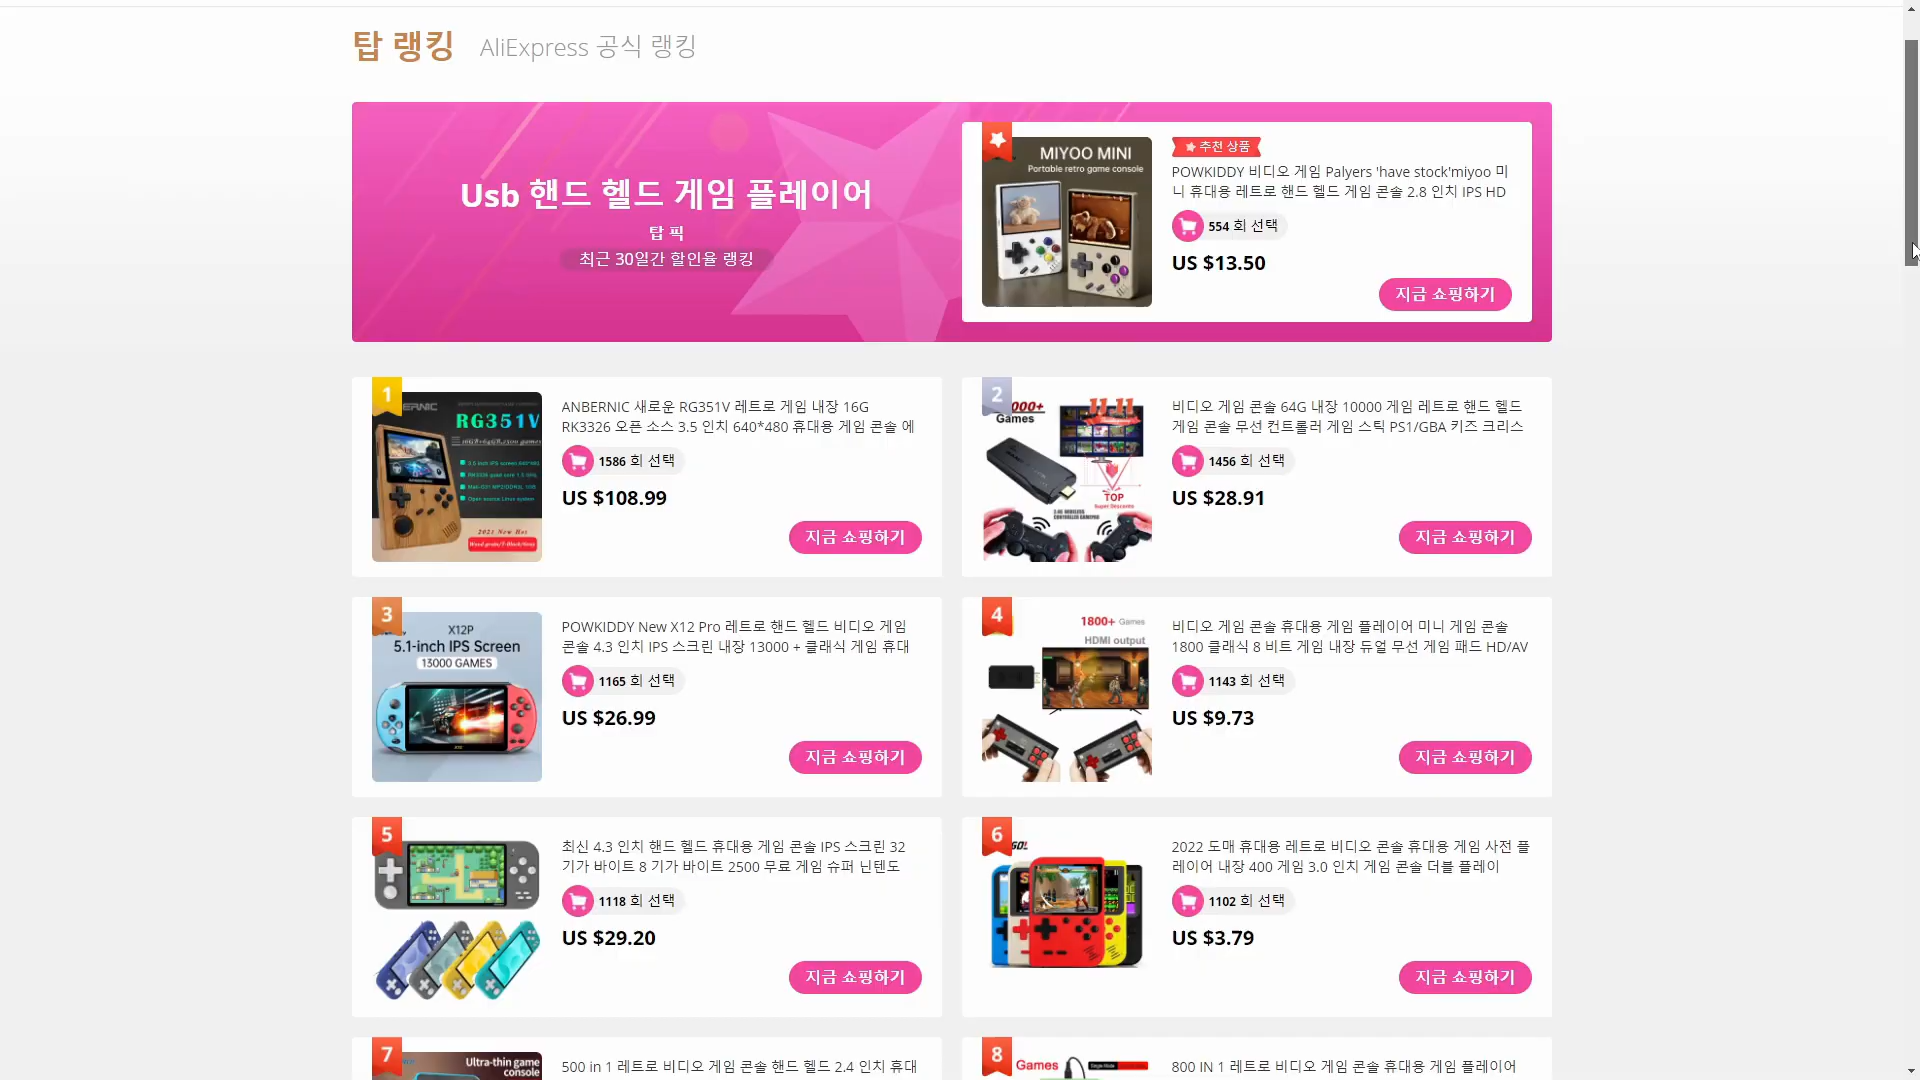 탑 랭킹
AliExpress 공식 랭킹
Usb 핸드 헬드 게임 플레이어
탑 픽
최근 30일간 할인율 랭킹
MIYOO MINI
Portable retro game console
추천 상품
POWKIDDY 비디오 게임 Palyers 'have stock'miyoo 미
니 휴대용 레트로 핸드 헬드 게임 콘솔 2.8 인치 IPS HD
554 회 선택
US $13.50
지금 쇼핑하기
1
RG351V
2021 New Hot
ANBERNIC 새로운 RG351V 레트로 게임 내장 16G
RK3326 오픈 소스 3.5 인치 640*480 휴대용 게임 콘솔 에
1586 회 선택
US $108.99
지금 쇼핑하기
2
Games
11.11
TOP
비디오 게임 콘솔 64G 내장 10000 게임 레트로 핸드 헬드
게임 콘솔 무선 컨트롤러 게임 스틱 PS1/GBA 키즈 크리스
1456 회 선택
US $28.91
지금 쇼핑하기
3
X12P
5.1-inch IPS Screen
13000 GAMES
POWKIDDY New X12 Pro 레트로 핸드 헬드 비디오 게임
콘솔 4.3 인치 IPS 스크린 내장 13000 + 클래식 게임 휴대
1165 회 선택
US $26.99
지금 쇼핑하기
4
1800+ Games
HDMI output
비디오 게임 콘솔 휴대용 게임 플레이어 미니 게임 콘솔
1800 클래식 8 비트 게임 내장 듀얼 무선 게임 패드 HD/AV
1143 회 선택
US $9.73
지금 쇼핑하기
5
최신 4.3 인치 핸드 헬드 휴대용 게임 콘솔 IPS 스크린 32
기가 바이트 8 기가 바이트 2500 무료 게임 슈퍼 닌텐도
1118 회 선택
US $29.20
지금 쇼핑하기
6
2022 도매 휴대용 레트로 비디오 콘솔 휴대용 게임 사전 플
레이어 내장 400 게임 3.0 인치 게임 콘솔 더블 플레이
1102 회 선택
US $3.79
지금 쇼핑하기
7
Ultra-thin game
console
500 in 1 레트로 비디오 게임 콘솔 핸드 헬드 2.4 인치 휴대
8
Games
800 IN 1 레트로 비디오 게임 콘솔 휴대용 게임 플레이어